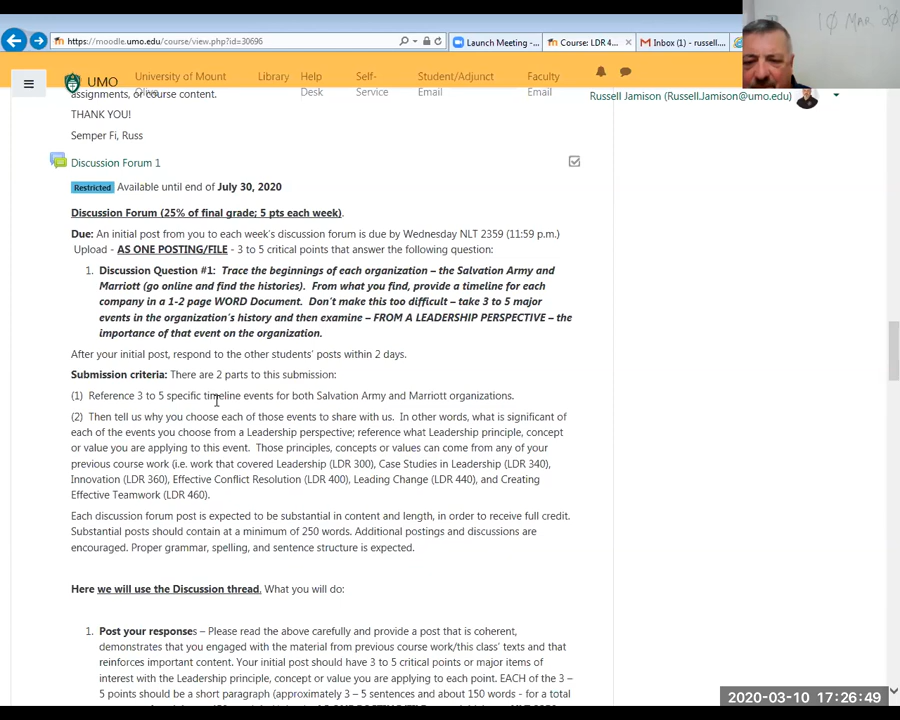 https://moodle.umo.edu/course/view.php?id=30696
Launch Meeting -...
Course: LDR 4...
Inbox (1) - russell....
10 MAR '20
UMO
University of Mount Olive
Library
Help Desk
Self-Service
Student/Adjunct Email
Faculty Email
Russell Jamison (Russell.Jamison@umo.edu)
assignments, or course content.
THANK YOU!
Semper Fi, Russ
Discussion Forum 1
Restricted Available until end of July 30, 2020
Discussion Forum (25% of final grade; 5 pts each week).
Due: An initial post from you to each week's discussion forum is due by Wednesday NLT 2359 (11:59 p.m.)
Upload - AS ONE POSTING/FILE - 3 to 5 critical points that answer the following question:
1. Discussion Question #1: Trace the beginnings of each organization – the Salvation Army and
Marriott (go online and find the histories). From what you find, provide a timeline for each
company in a 1-2 page WORD Document. Don't make this too difficult – take 3 to 5 major
events in the organization's history and then examine – FROM A LEADERSHIP PERSPECTIVE – the
importance of that event on the organization.
After your initial post, respond to the other students' posts within 2 days.
Submission criteria: There are 2 parts to this submission:
(1) Reference 3 to 5 specific timeline events for both Salvation Army and Marriott organizations.
(2) Then tell us why you choose each of those events to share with us. In other words, what is significant of
each of the events you choose from a Leadership perspective; reference what Leadership principle, concept
or value you are applying to this event. Those principles, concepts or values can come from any of your
previous course work (i.e. work that covered Leadership (LDR 300), Case Studies in Leadership (LDR 340),
Innovation (LDR 360), Effective Conflict Resolution (LDR 400), Leading Change (LDR 440), and Creating
Effective Teamwork (LDR 460).
Each discussion forum post is expected to be substantial in content and length, in order to receive full credit.
Substantial posts should contain at a minimum of 250 words. Additional postings and discussions are
encouraged. Proper grammar, spelling, and sentence structure is expected.
Here we will use the Discussion thread. What you will do:
1. Post your responses – Please read the above carefully and provide a post that is coherent,
demonstrates that you engaged with the material from previous course work/this class' texts and that
reinforces important content. Your initial post should have 3 to 5 critical points or major items of
interest with the Leadership principle, concept or value you are applying to each point. EACH of the 3 –
5 points should be a short paragraph (approximately 3 – 5 sentences and about 150 words - for a total
2020-03-10 17:26:49